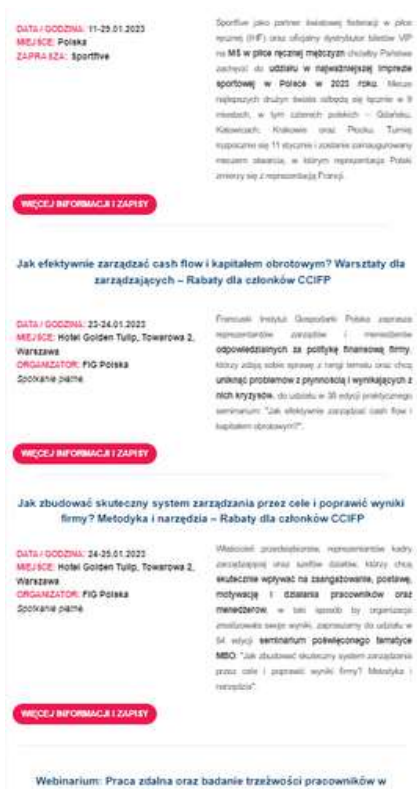 DATA / GODZINA: 11-29.01.2023
MIEJSCE: Polska
ZAPRASZA: Sportfive
Sportfive jako partner światowej federacji w piłce
ręcznej (IHF) oraz oficjalny dystrybutor biletów VIP
na MŚ w piłce ręcznej mężczyzn chciałby Państwa
zachęcić do udziału w najważniejszej imprezie
sportowej w Polsce w 2023 roku. Mecze
najlepszych drużyn świata odbędą się łącznie w 9
miastach, w tym czterech polskich – Gdańsku,
Katowicach, Krakowie oraz Płocku. Turniej
rozpocznie się 11 stycznia i zostanie zainaugurowany
meczem otwarcia, w którym reprezentacja Polski
zmierzy się z reprezentacją Francji.
WIĘCEJ INFORMACJI I ZAPISY
Jak efektywnie zarządzać cash flow i kapitałem obrotowym? Warsztaty dla
zarządzających – Rabaty dla członków CCIFP
DATA / GODZINA: 23-24.01.2023
MIEJSCE: Hotel Golden Tulip, Towarowa 2,
Warszawa
ORGANIZATOR: FIG Polska
Spotkanie płatne
Francuski Instytut Gospodarki Polska zaprasza
reprezentantów zarządów i menedżerów
odpowiedzialnych za politykę finansową firmy,
którzy zdają sobie sprawę z rangi tematu oraz chcą
uniknąć problemów z płynnością i wynikających z
nich kryzysów, do udziału w 38 edycji praktycznego
seminarium: "Jak efektywnie zarządzać cash flow i
kapitałem obrotowym?".
WIĘCEJ INFORMACJI I ZAPISY
Jak zbudować skuteczny system zarządzania przez cele i poprawić wyniki
firmy? Metodyka i narzędzia – Rabaty dla członków CCIFP
DATA / GODZINA: 24-25.01.2023
MIEJSCE: Hotel Golden Tulip, Towarowa 2,
Warszawa
ORGANIZATOR: FIG Polska
Spotkanie płatne
Właścicieli przedsiębiorstw, reprezentantów kadry
zarządzającej oraz szefów działów, którzy chcą
skutecznie wpływać na zaangażowanie, postawę,
motywację i działania pracowników oraz
menedżerów, w taki sposób by organizacje
zrealizowała swoje wyniki, zapraszamy do udziału w
54 edycji seminarium poświęconego tematyce
MBO: "Jak zbudować skuteczny system zarządzania
przez cele i poprawić wyniki firmy? Metodyka i
narzędzia".
WIĘCEJ INFORMACJI I ZAPISY
Webinarium: Praca zdalna oraz badanie trzeźwości pracowników w